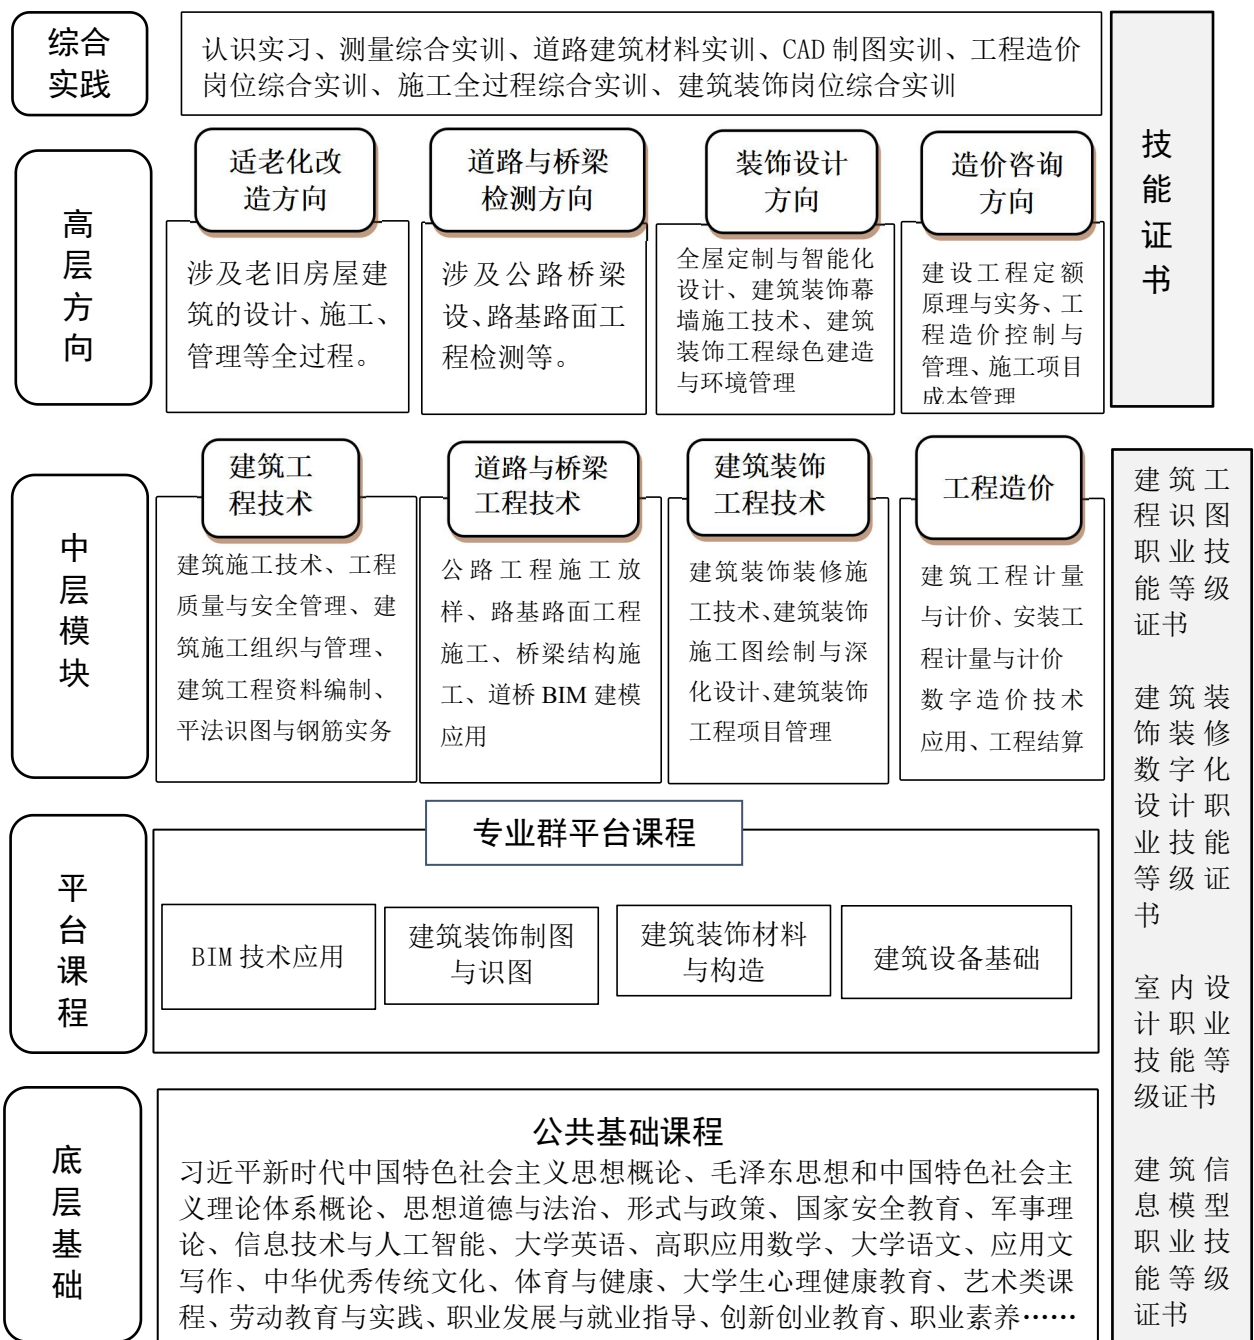 综合
实践
认识实习、测量综合实训、道路建筑材料实训、CAD 制图实训、工程造价
岗位综合实训、施工全过程综合实训、建筑装饰岗位综合实训
技
能
证
书
高
层
方
向
适老化改
造方向
涉及老旧房屋建
筑的设计、施工、
管理等全过程。
道路与桥梁
检测方向
涉及公路桥梁
设、路基路面工
程检测等。
装饰设计
方向
全屋定制与智能化
设计、建筑装饰幕
墙施工技术、建筑
装饰工程绿色建造
与环境管理
造价咨询
方向
建设工程定额
原理与实务、工
程造价控制与
管理、施工项目
成本管理
中
层
模
块
建筑工
程技术
建筑施工技术、工程
质量与安全管理、建
筑施工组织与管理、
建筑工程资料编制、
平法识图与钢筋实务
道路与桥梁
工程技术
公路工程施工放
样、路基路面工程
施工、桥梁结构施
工、道桥 BIM 建模
应用
建筑装饰
工程技术
建筑装饰装修施
工技术、建筑装饰
施工图绘制与深
化设计、建筑装饰
工程项目管理
工程造价
建筑工程计量
与计价、安装工
程计量与计价
数字造价技术
应用、工程结算
建筑工
程识图
职业技
能等级
证书
建筑装
饰装修
数字化
设计职
业技能
等级证
书
室内设
计职业
技能等
级证书
建筑信
息模型
职业技
能等级
证书
平
台
课
程
专业群平台课程
BIM 技术应用
建筑装饰制图
与识图
建筑装饰材料
与构造
建筑设备基础
底
层
基
础
公共基础课程
习近平新时代中国特色社会主义思想概论、毛泽东思想和中国特色社会主
义理论体系概论、思想道德与法治、形式与政策、国家安全教育、军事理
论、信息技术与人工智能、大学英语、高职应用数学、大学语文、应用文
写作、中华优秀传统文化、体育与健康、大学生心理健康教育、艺术类课
程、劳动教育与实践、职业发展与就业指导、创新创业教育、职业素养……